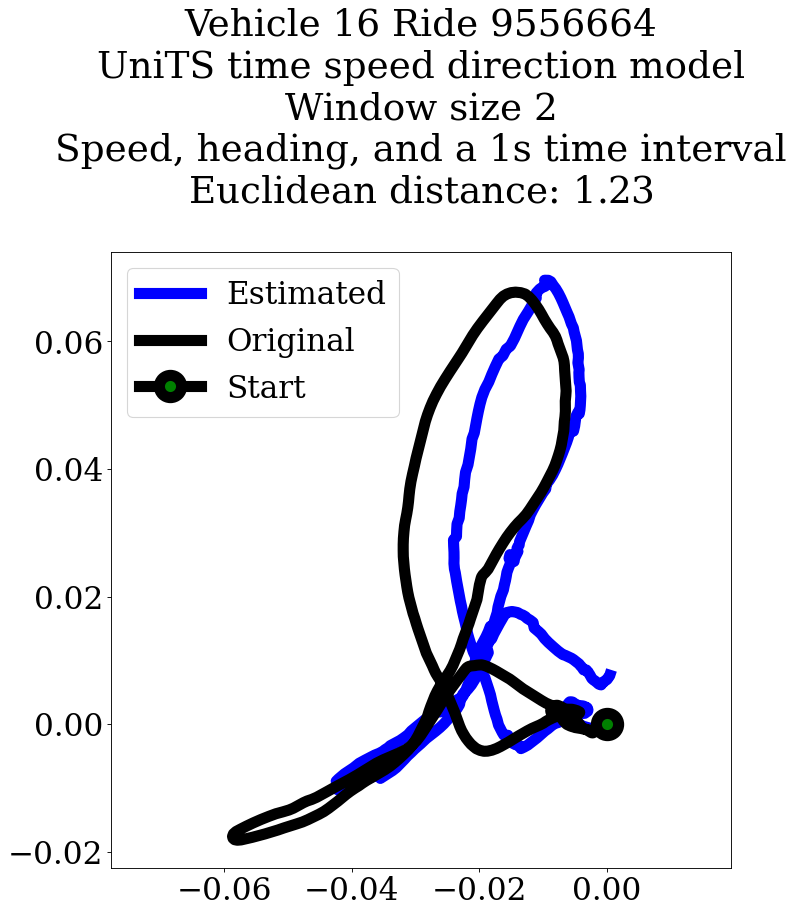 Vehicle 16 Ride 9556664
UniTS time speed direction model
Window size 2
Speed, heading, and a 1s time interval
Euclidean distance: 1.23
Estimated
Original
Start
0.06
0.04
0.02
0.00
−0.02
−0.06
−0.04
−0.02
0.00